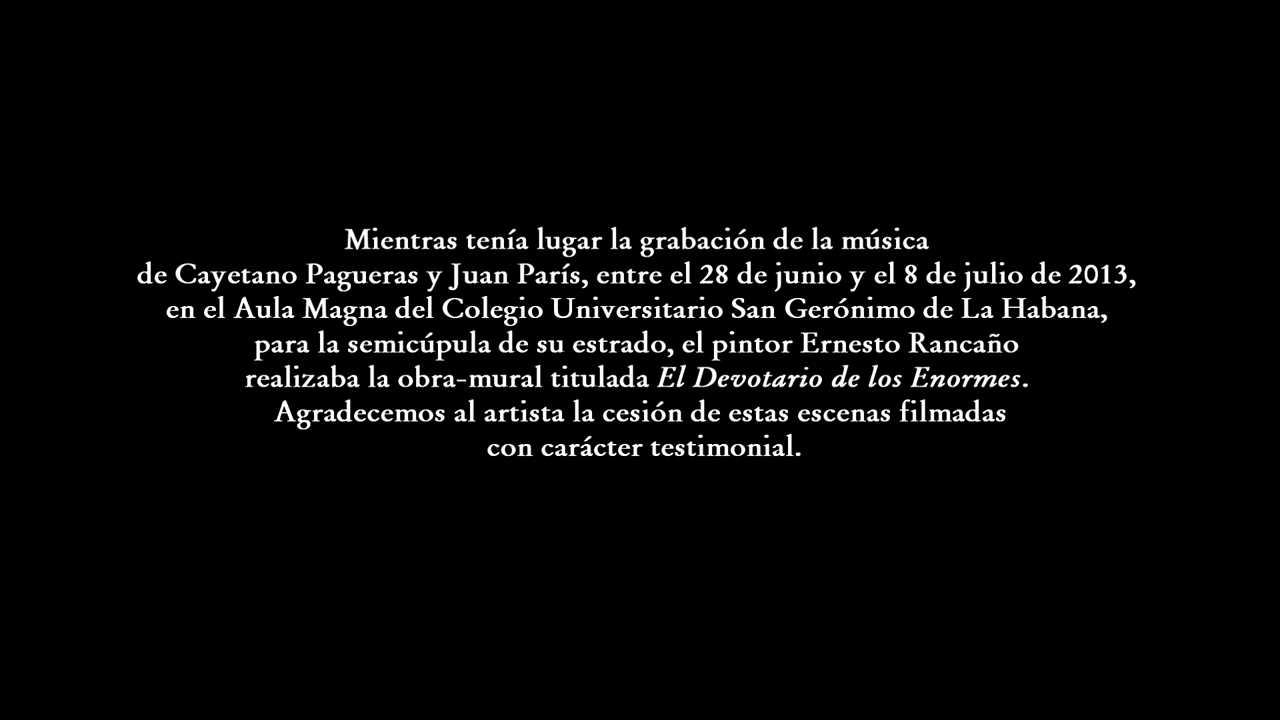 Mientras tenía lugar la grabación de la música
de Cayetano Pagueras y Juan París, entre el 28 de junio y el 8 de julio de 2013,
en el Aula Magna del Colegio Universitario San Gerónimo de La Habana,
para la semicúpula de su estrado, el pintor Ernesto Rancaño
realizaba la obra-mural titulada El Devotario de los Enormes.
Agradecemos al artista la cesión de estas escenas filmadas
con carácter testimonial.